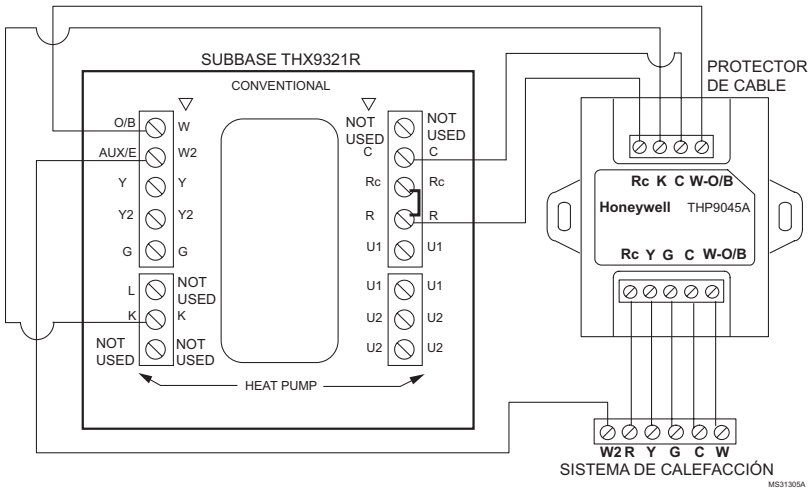 SUBBASE THX9321R
CONVENTIONAL
O/B W
AUX/E W2
Y Y
Y2 Y2
G G
L NOT
USED
K K
NOT
USED
NOT
USED
NOT
USED
NOT
USED
C C
Rc Rc
R R
U1 U1
U1 U1
U2 U2
U2 U2
HEAT PUMP
PROTECTOR
DE CABLE
Rc K C W-O/B
Honeywell THP9045A
Rc Y G C W-O/B
W2 R Y G C W
SISTEMA DE CALEFACCIÓN
MS31305A